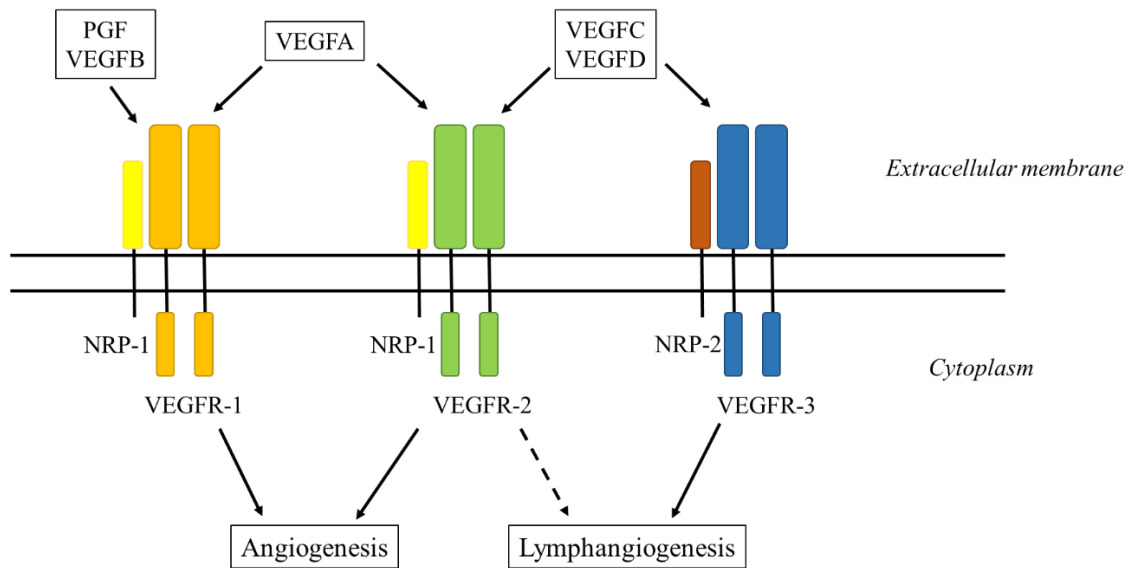 PGF
VEGFB
VEGFA
VEGFC
VEGFD
Extracellular membrane
NRP-1
NRP-1
NRP-2
Cytoplasm
VEGFR-1
VEGFR-2
VEGFR-3
Angiogenesis
Lymphangiogenesis